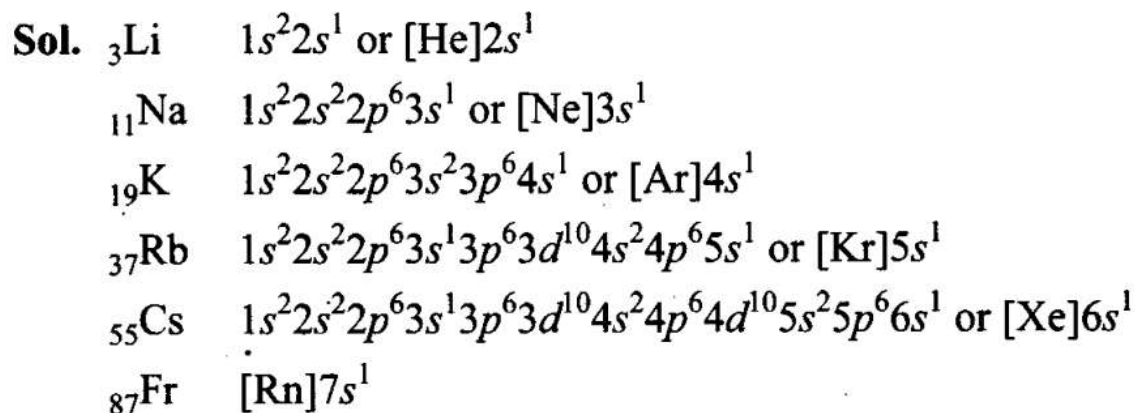 Sol. ₃Li 1s²2s¹ or [He]2s¹
₁₁Na 1s²2s²2p⁶3s¹ or [Ne]3s¹
₁₉K 1s²2s²2p⁶3s²3p⁶4s¹ or [Ar]4s¹
₃₇Rb 1s²2s²2p⁶3s¹3p⁶3d¹⁰4s²4p⁶5s¹ or [Kr]5s¹
₅₅Cs 1s²2s²2p⁶3s¹3p⁶3d¹⁰4s²4p⁶4d¹⁰5s²5p⁶6s¹ or [Xe]6s¹
₈₇Fr [Rn]7s¹